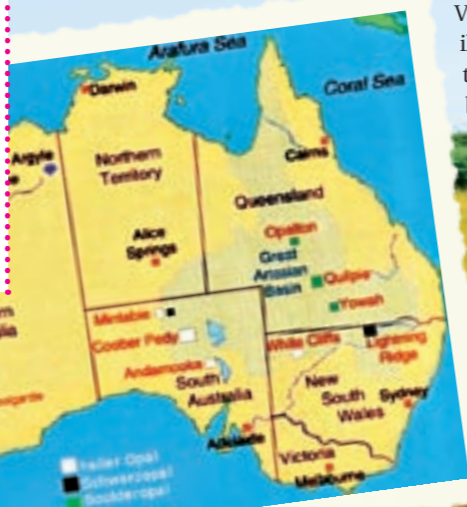 Arafura Sea
Coral Sea
Darwin
Argyle
Northern
Territory
Cairns
Queensland
Alice
Springs
Opalton
Great
Artesian
Basin
Quilpie
Yowah
Mintabie
Coober Pedy
Andamooka
South
Australia
White Cliffs
Lightning
Ridge
New
South
Wales
Sydney
Adelaide
Victoria
Melbourne
Heller Opal
Schwarzopal
Boulderopal